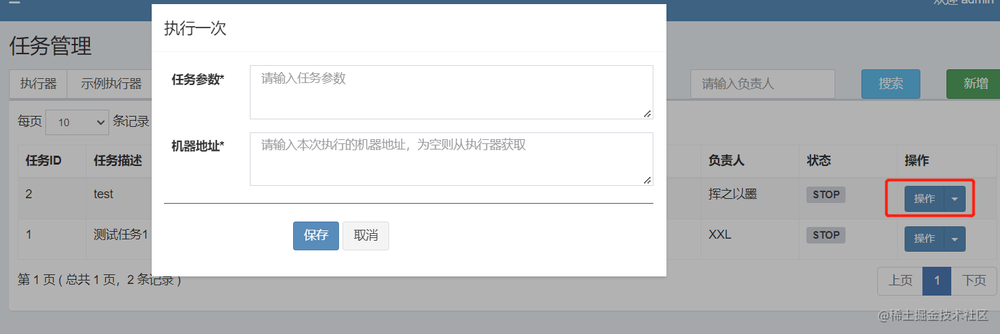 欢迎 admin
执行一次
任务管理
任务参数* 请输入任务参数
执行器 示例执行器 请输入负责人 搜索 新增
每页 10 条记录
机器地址* 请输入本次执行的机器地址，为空则从执行器获取
任务ID 任务描述 负责人 状态 操作
2 test 挥之以墨 STOP 操作
1 测试任务1 XXL STOP 操作
保存 取消
第 1 页 ( 总共 1 页，2 条记录 ) 上页 1 下页
@稀土掘金技术社区